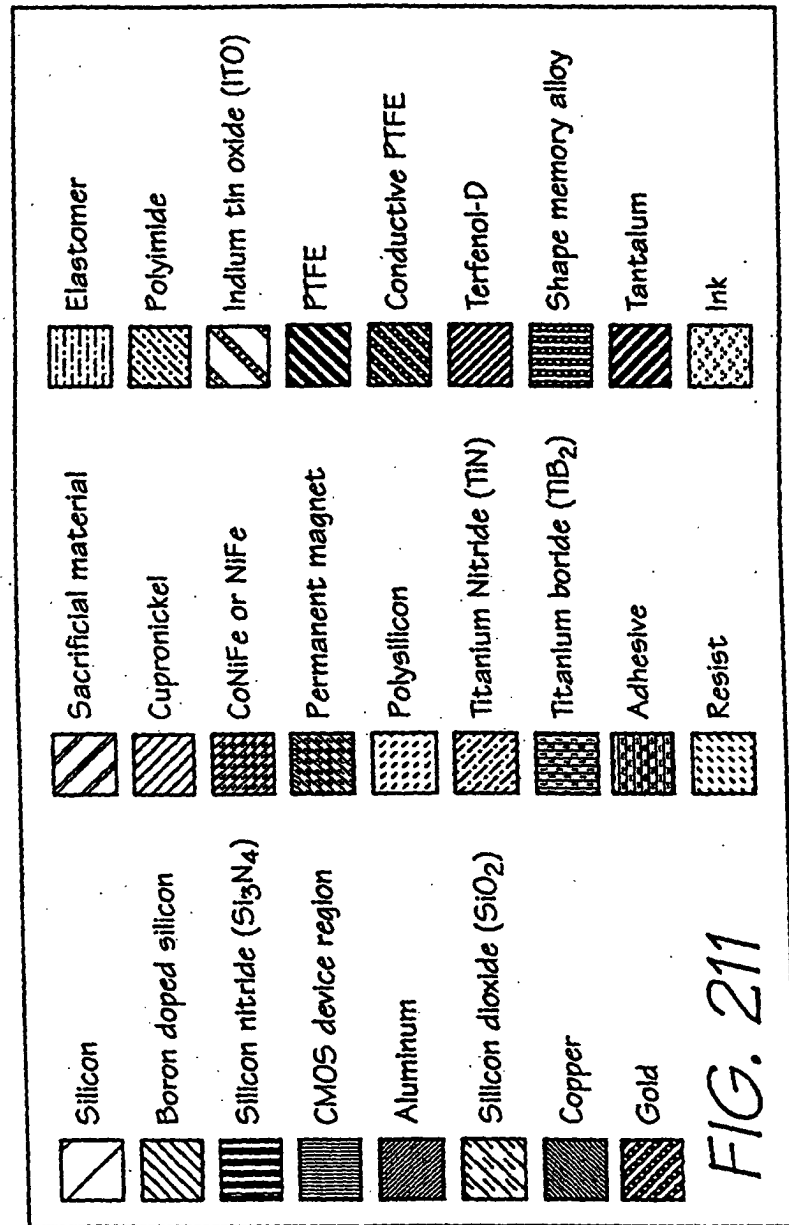 Silicon
Boron doped silicon
Silicon nitride (Si₃N₄)
CMOS device region
Aluminum
Silicon dioxide (SiO₂)
Copper
Gold
Sacrificial material
Cupronickel
CoNiFe or NiFe
Permanent magnet
Polysilicon
Titanium Nitride (TiN)
Titanium boride (TiB₂)
Adhesive
Resist
Elastomer
Polyimide
Indium tin oxide (ITO)
PTFE
Conductive PTFE
Terfenol-D
Shape memory alloy
Tantalum
Ink
FIG. 211